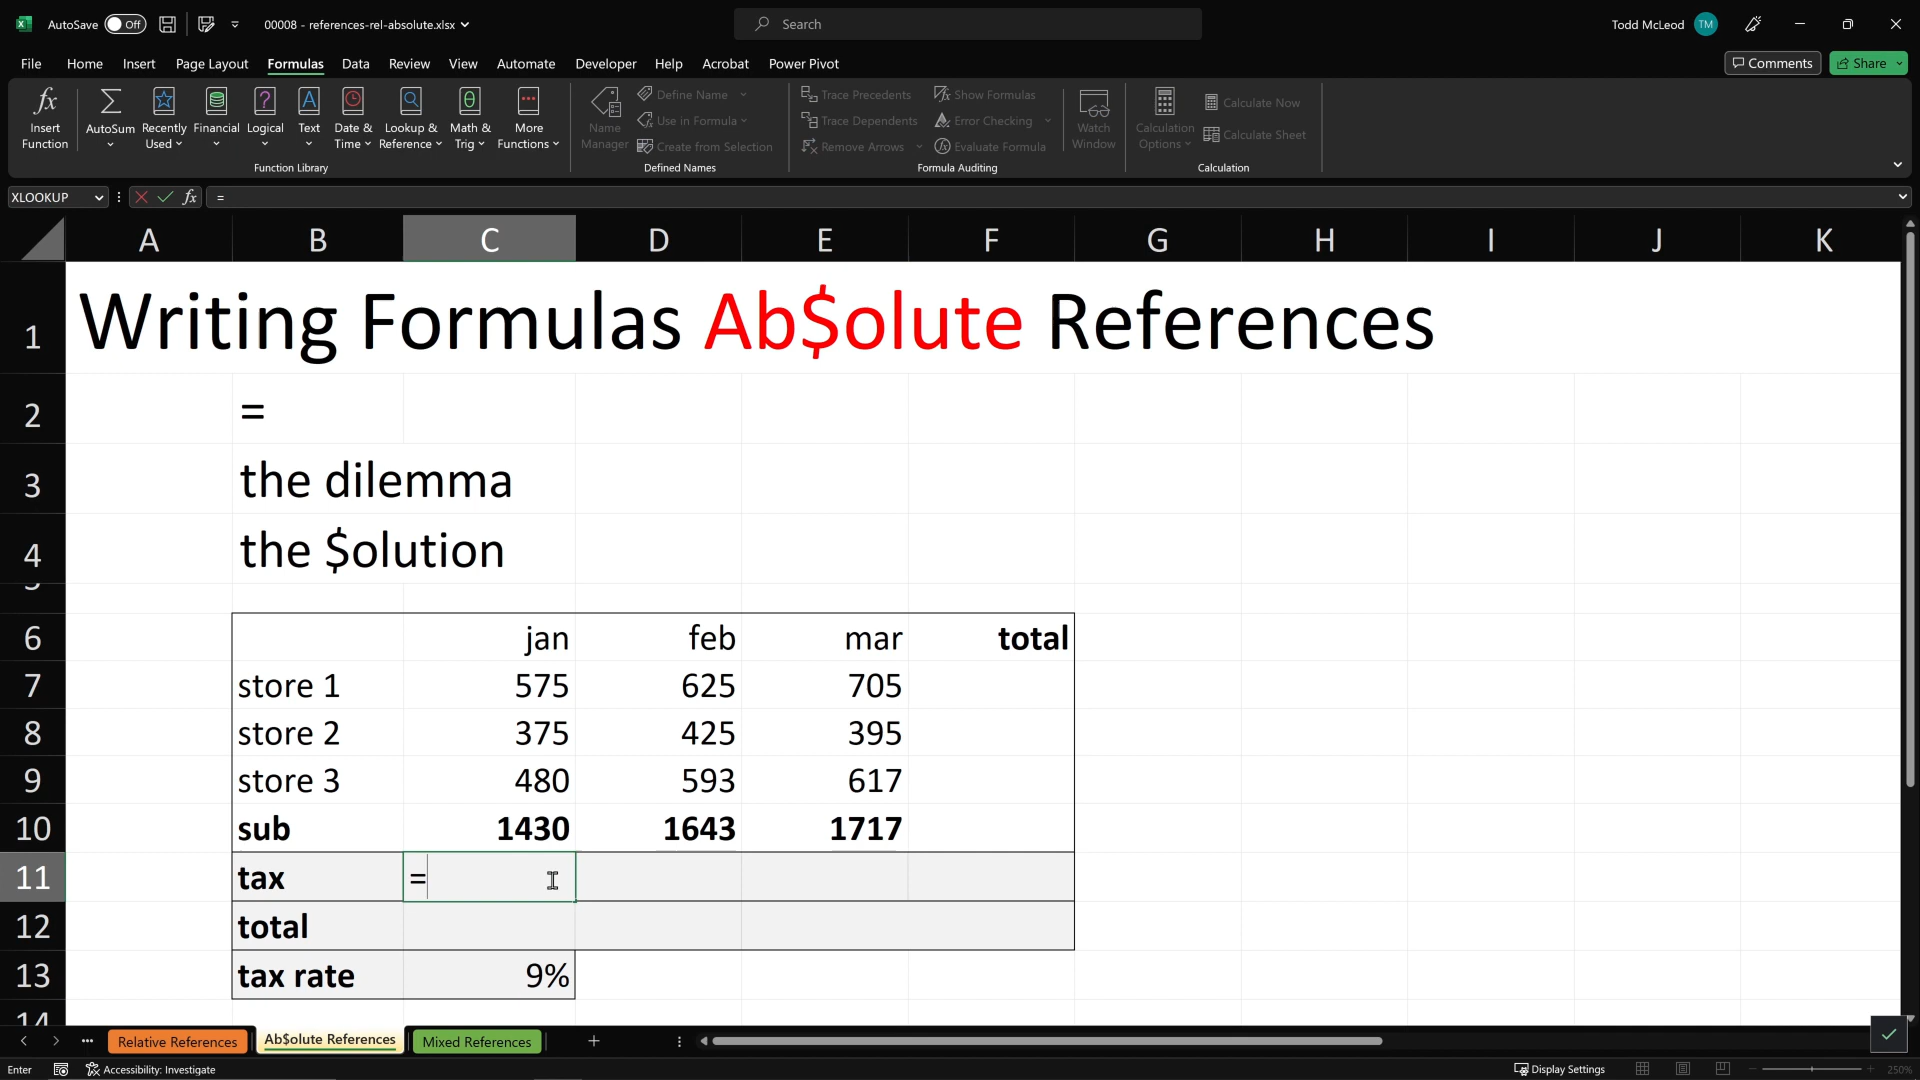 AutoSave Off 00008 - references-rel-absolute.xlsx Search Todd McLeod TM
File Home Insert Page Layout Formulas Data Review View Automate Developer Help Acrobat Power Pivot Comments Share
fx Insert Function
AutoSum
Recently Used
Financial
Logical
Text
Date & Time
Lookup & Reference
Math & Trig
More Functions
Function Library
Name Manager
Define Name
Use in Formula
Create from Selection
Defined Names
Trace Precedents
Trace Dependents
Remove Arrows
Show Formulas
Error Checking
Evaluate Formula
Formula Auditing
Watch Window
Calculation Options
Calculate Now
Calculate Sheet
Calculation
XLOOKUP fx =
A B C D E F G H I J K
1 Writing Formulas Ab$olute References
2 =
3 the dilemma
4 the $olution
5
6 jan feb mar total
7 store 1 575 625 705
8 store 2 375 425 395
9 store 3 480 593 617
10 sub 1430 1643 1717
11 tax =
12 total
13 tax rate 9%
14
Relative References Ab$olute References Mixed References
Enter Accessibility: Investigate Display Settings 250%